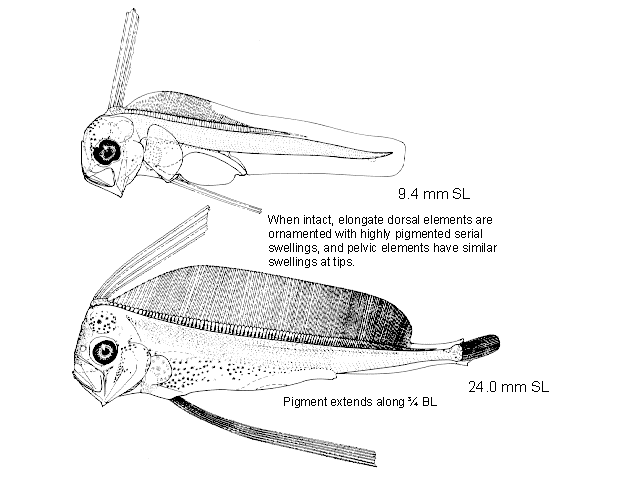 9.4 mm SL
When intact, elongate dorsal elements are
ornamented with highly pigmented serial
swellings, and pelvic elements have similar
swellings at tips.
24.0 mm SL
Pigment extends along ¾ BL